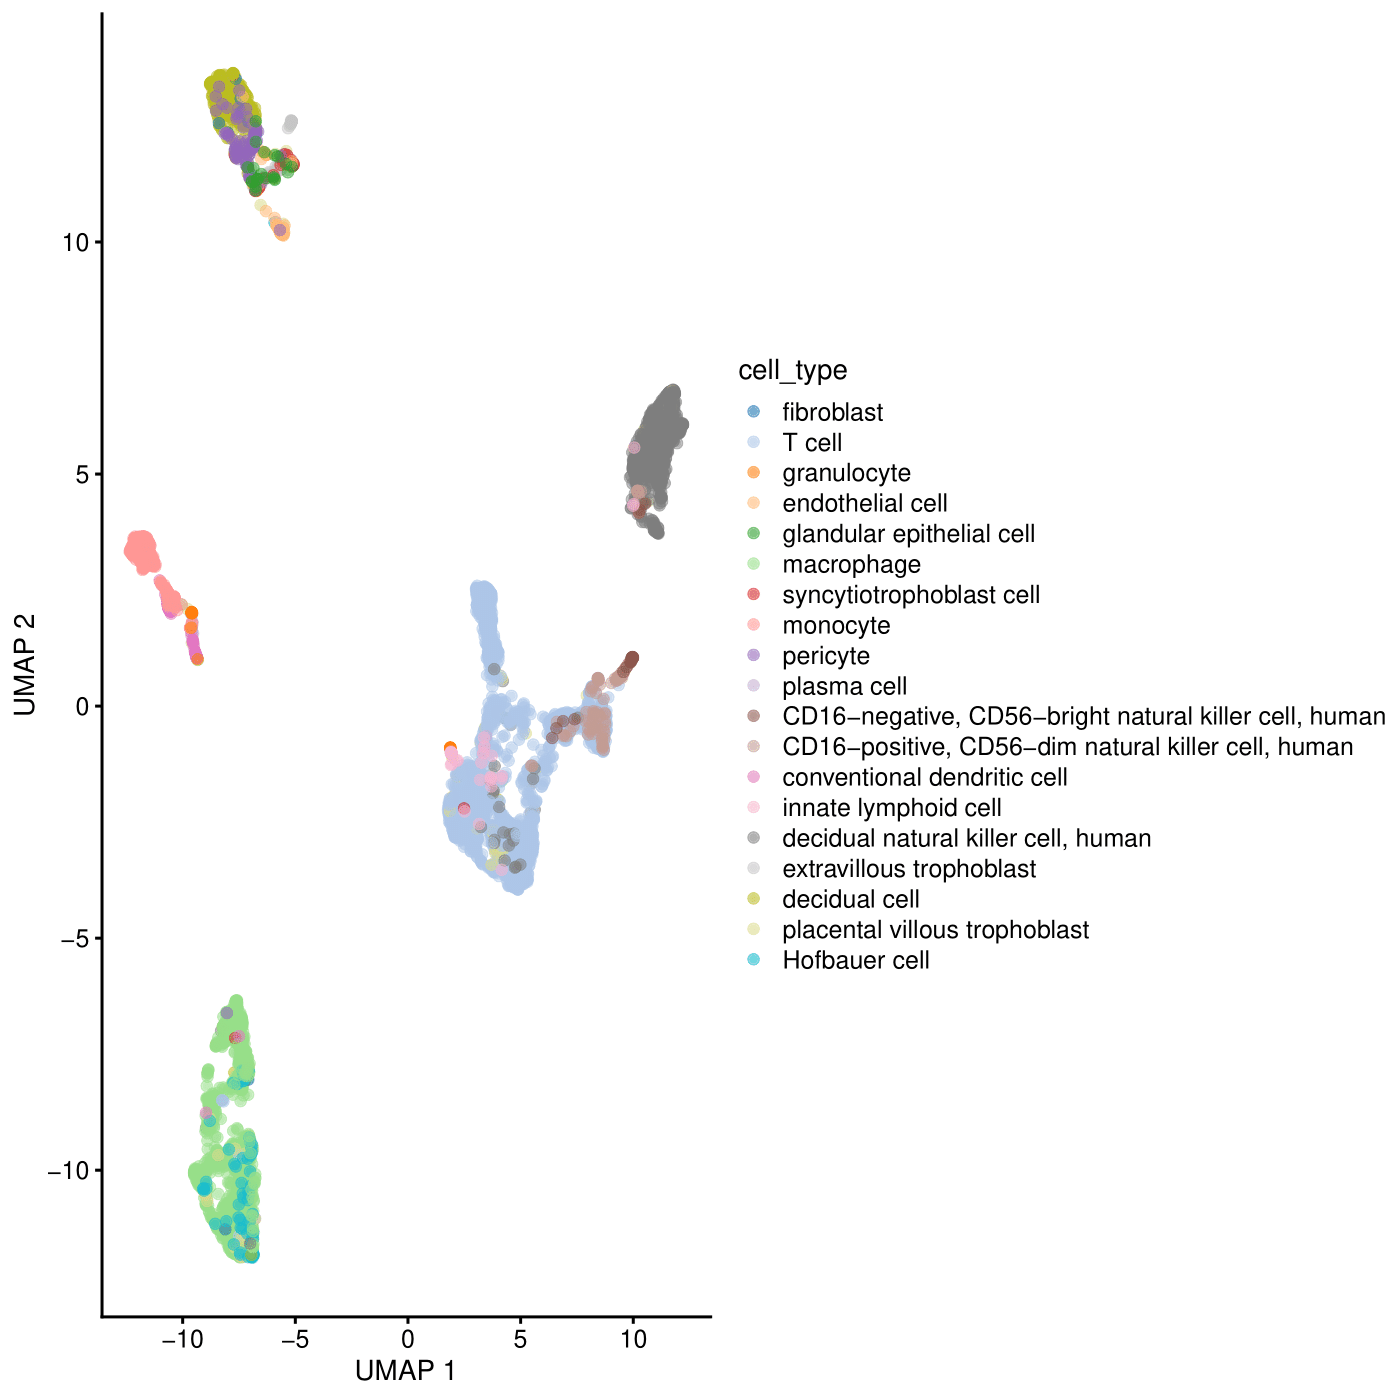 10
5
0
−5
−10
UMAP 2
−10
−5
0
5
10
UMAP 1
cell_type
fibroblast
T cell
granulocyte
endothelial cell
glandular epithelial cell
macrophage
syncytiotrophoblast cell
monocyte
pericyte
plasma cell
CD16−negative, CD56−bright natural killer cell, human
CD16−positive, CD56−dim natural killer cell, human
conventional dendritic cell
innate lymphoid cell
decidual natural killer cell, human
extravillous trophoblast
decidual cell
placental villous trophoblast
Hofbauer cell